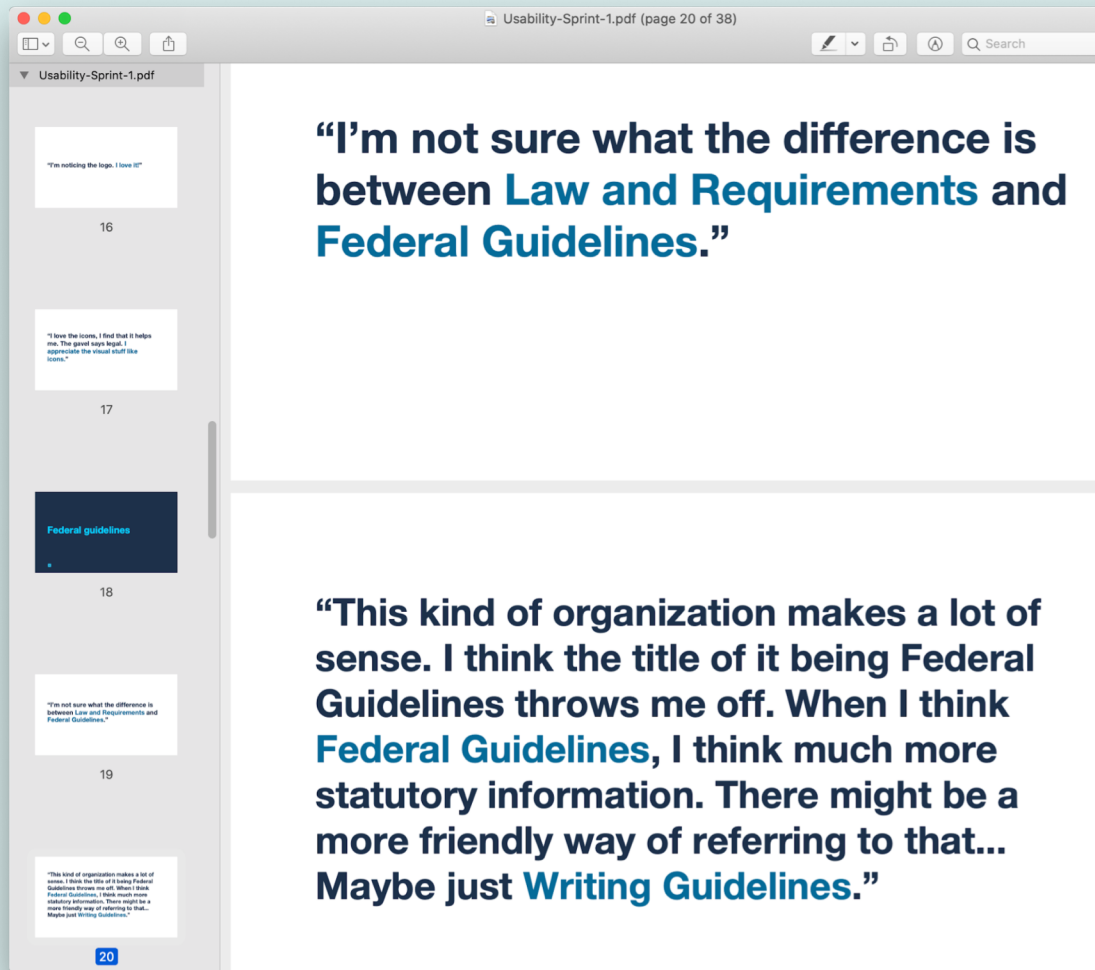 Usability-Sprint-1.pdf (page 20 of 38)
Search
Usability-Sprint-1.pdf
“I’m noticing the logo. I love it!”
16
“I love the icons, I find that it helps
me. The gavel says legal. I
appreciate the visual stuff like
icons.”
17
Federal guidelines
18
“I’m not sure what the difference is
between Law and Requirements and
Federal Guidelines.”
19
“This kind of organization makes a lot of
sense. I think the title of it being Federal
Guidelines throws me off. When I think
Federal Guidelines, I think much more
statutory information. There might be a
more friendly way of referring to that...
Maybe just Writing Guidelines.”
20
“I’m not sure what the difference is
between Law and Requirements and
Federal Guidelines.”
“This kind of organization makes a lot of
sense. I think the title of it being Federal
Guidelines throws me off. When I think
Federal Guidelines, I think much more
statutory information. There might be a
more friendly way of referring to that...
Maybe just Writing Guidelines.”